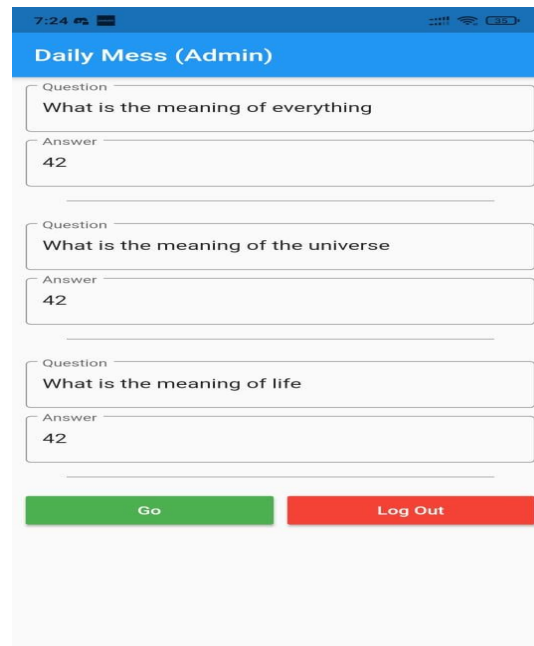 7:24
35
Daily Mess (Admin)
Question
What is the meaning of everything
Answer
42
Question
What is the meaning of the universe
Answer
42
Question
What is the meaning of life
Answer
42
Go Log Out